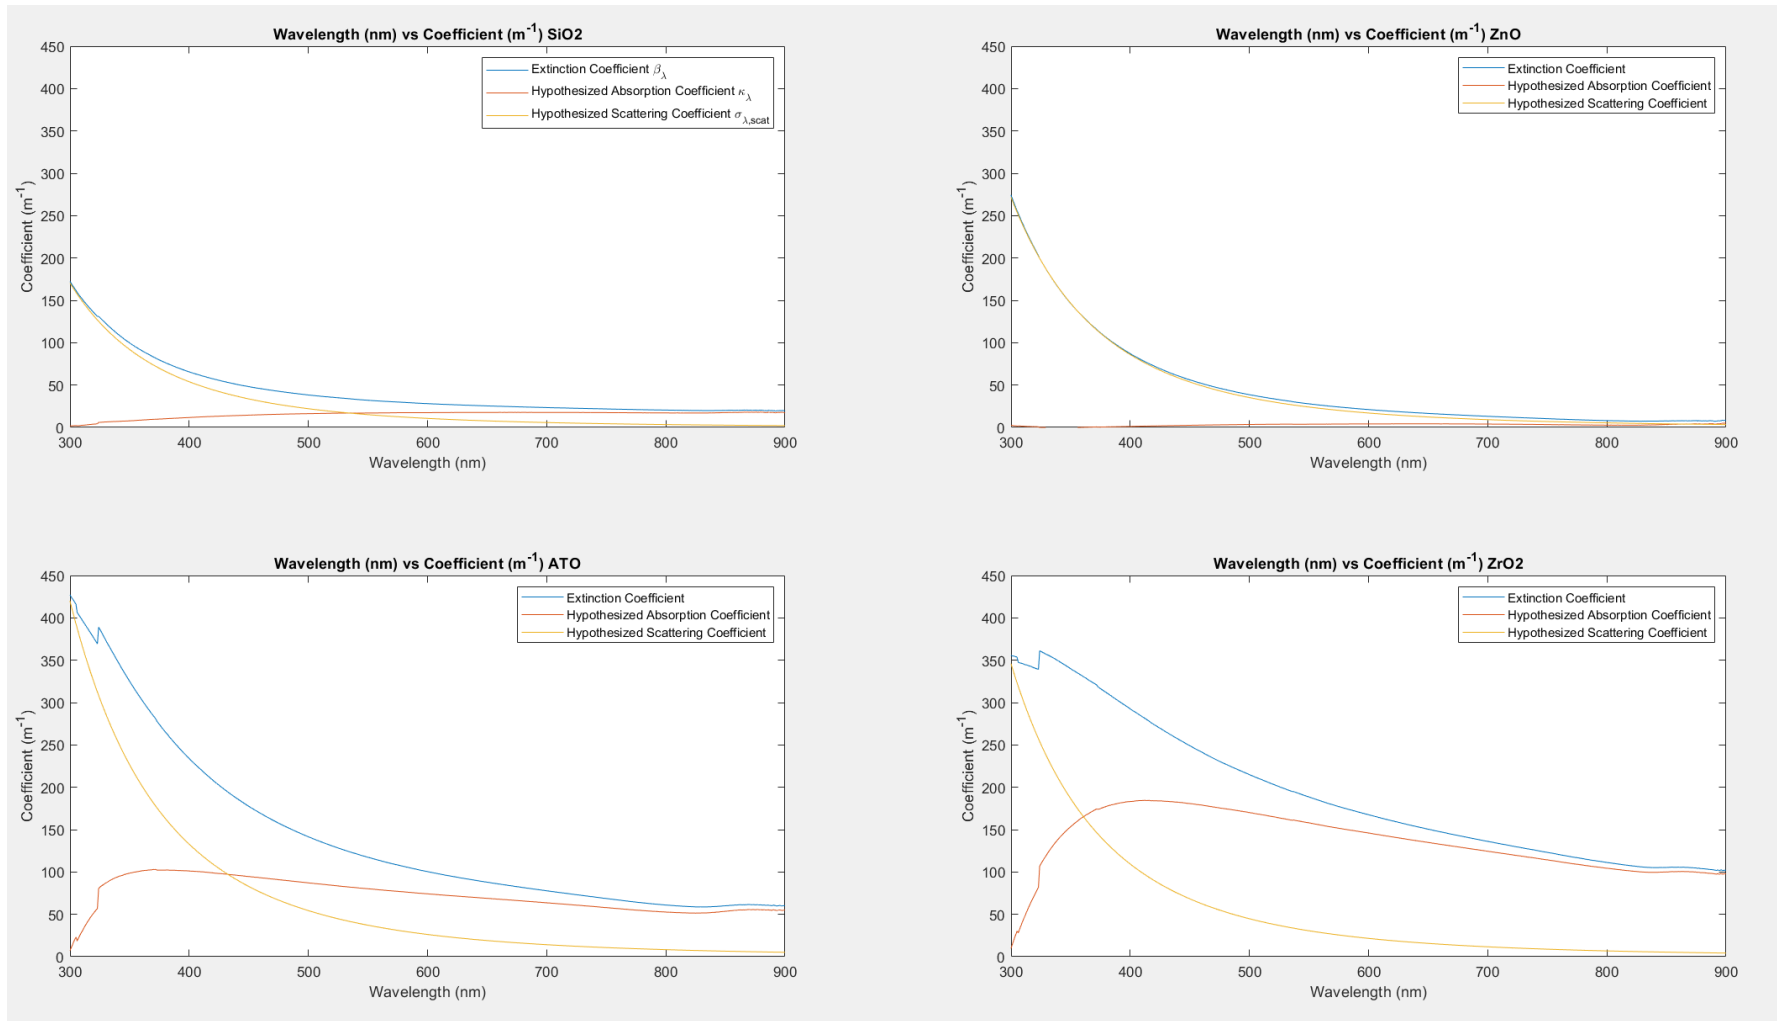 Wavelength (nm) vs Coefficient (m⁻¹) SiO2
450
400
350
300
250
200
150
100
50
0
Coefficient (m⁻¹)
Extinction Coefficient β_λ
Hypothesized Absorption Coefficient κ_λ
Hypothesized Scattering Coefficient σ_λ,scat
300 400 500 600 700 800 900
Wavelength (nm)
Wavelength (nm) vs Coefficient (m⁻¹) ZnO
450
400
350
300
250
200
150
100
50
0
Coefficient (m⁻¹)
Extinction Coefficient
Hypothesized Absorption Coefficient
Hypothesized Scattering Coefficient
300 400 500 600 700 800 900
Wavelength (nm)
Wavelength (nm) vs Coefficient (m⁻¹) ATO
450
400
350
300
250
200
150
100
50
0
Coefficient (m⁻¹)
Extinction Coefficient
Hypothesized Absorption Coefficient
Hypothesized Scattering Coefficient
300 400 500 600 700 800 900
Wavelength (nm)
Wavelength (nm) vs Coefficient (m⁻¹) ZrO2
450
400
350
300
250
200
150
100
50
0
Coefficient (m⁻¹)
Extinction Coefficient
Hypothesized Absorption Coefficient
Hypothesized Scattering Coefficient
300 400 500 600 700 800 900
Wavelength (nm)